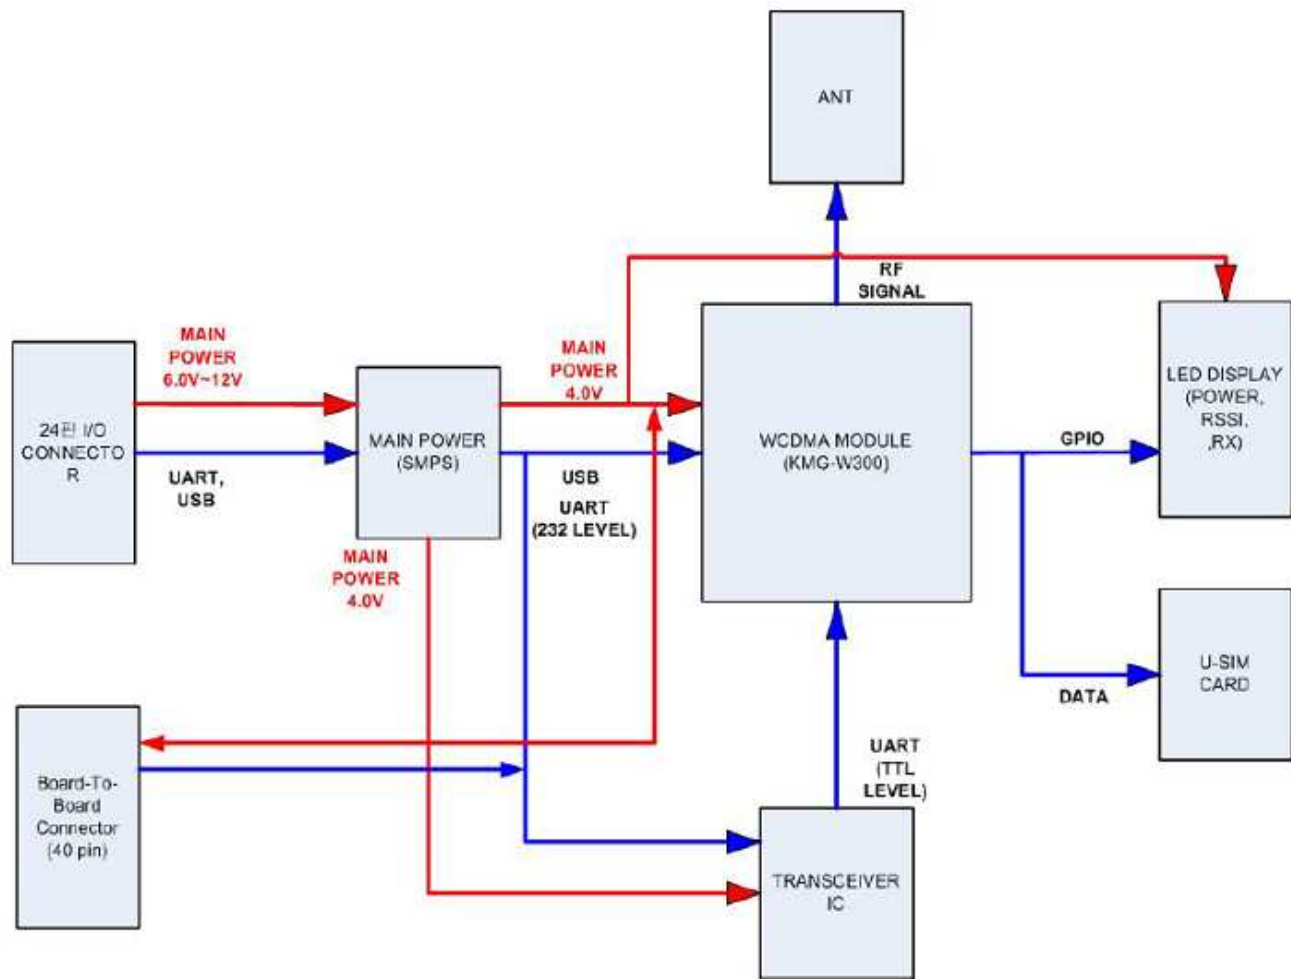 ANT
RF
SIGNAL
MAIN
POWER
6.0V~12V
MAIN
POWER
4.0V
24핀 I/O
CONNECTO
R
MAIN POWER
(SMPS)
WCDMA MODULE
(KMG-W300)
LED DISPLAY
(POWER,
RSSI,
,RX)
GPIO
UART,
USB
USB
UART
(232 LEVEL)
MAIN
POWER
4.0V
U-SIM
CARD
DATA
Board-To-
Board
Connector
(40 pin)
UART
(TTL
LEVEL)
TRANSCEIVER
IC